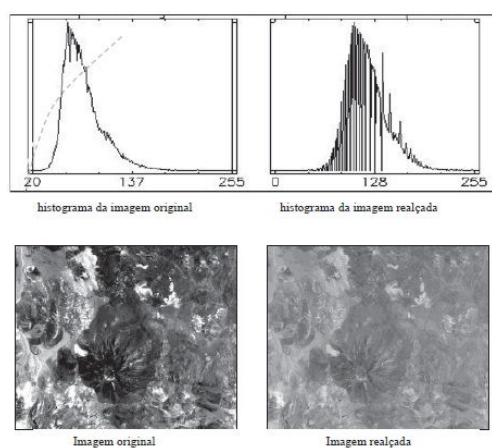 20 137 255
0 128 255
histograma da imagem original
histograma da imagem realçada
Imagem original
Imagem realçada